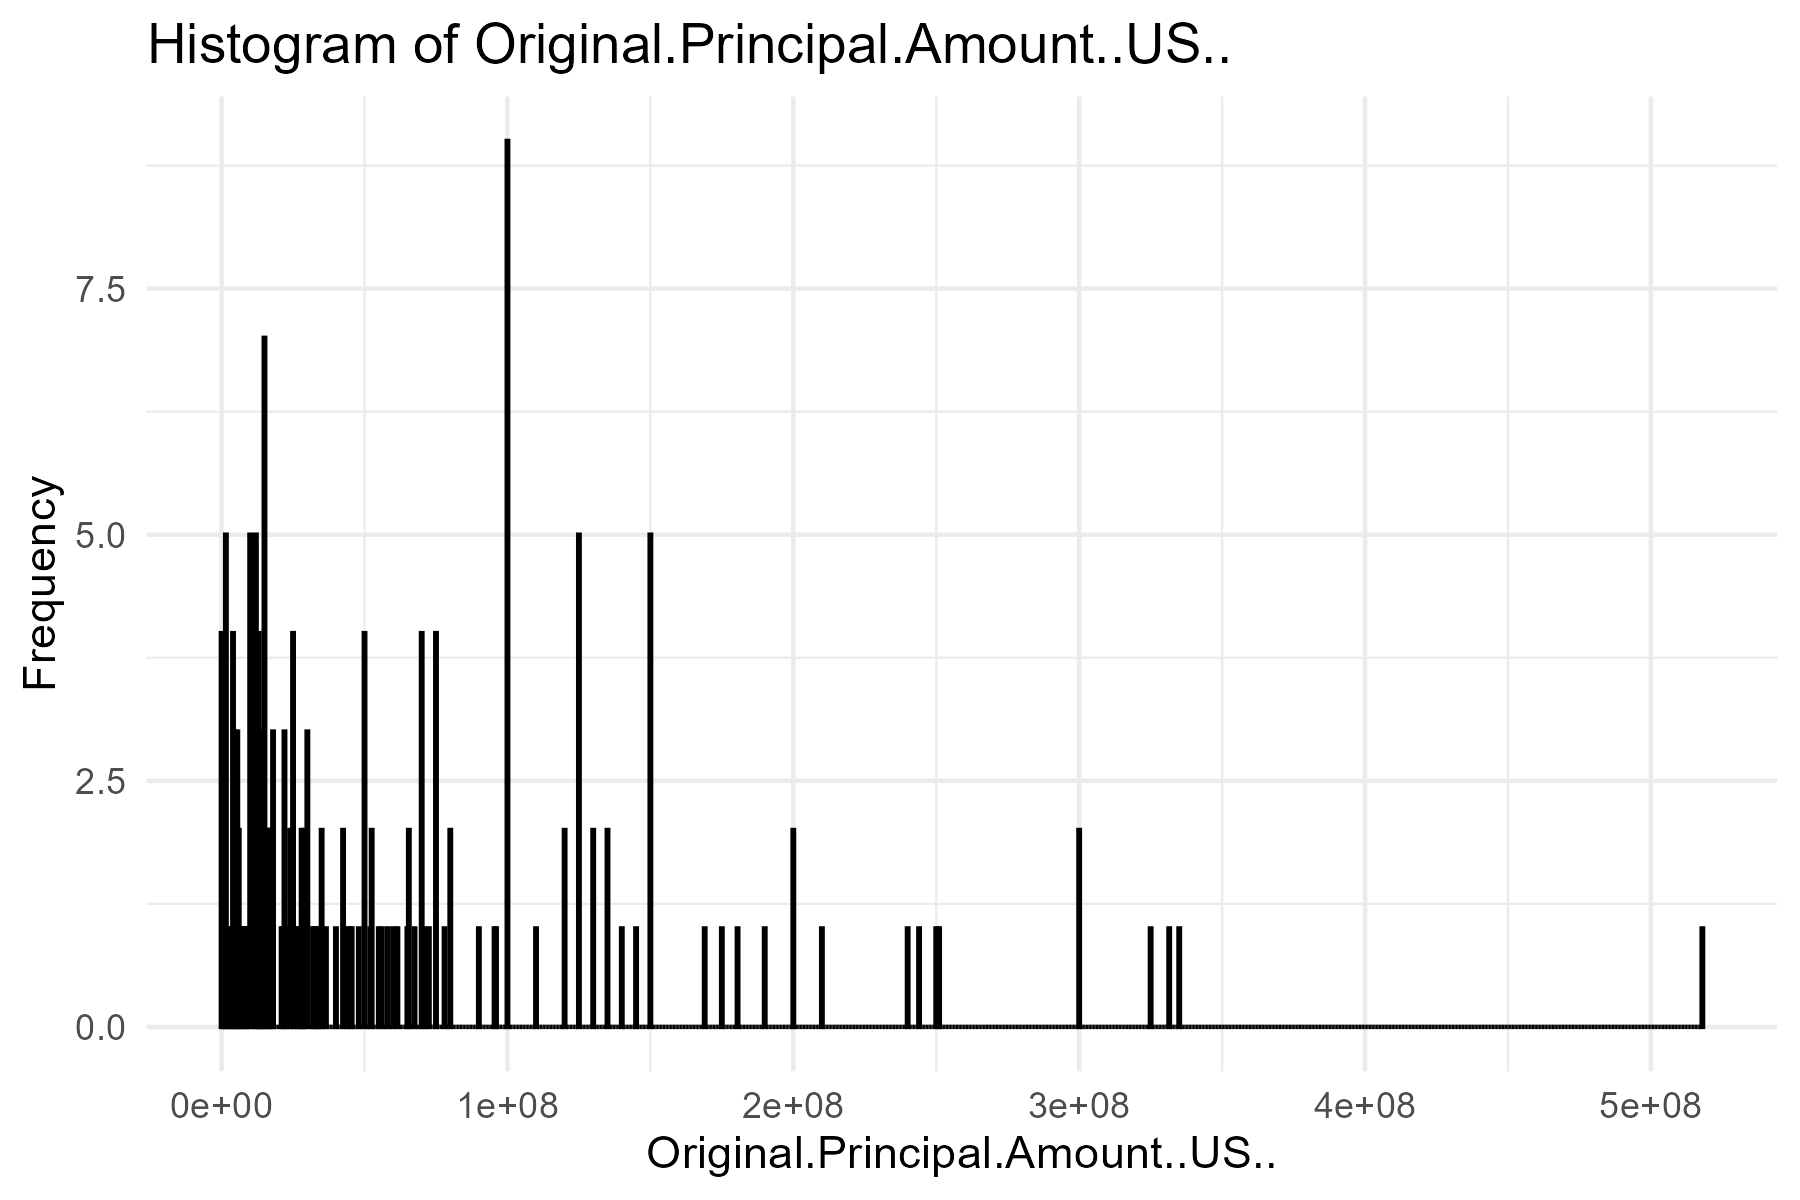 Histogram of Original.Principal.Amount..US..
Frequency
7.5
5.0
2.5
0.0
0e+00 1e+08 2e+08 3e+08 4e+08 5e+08
Original.Principal.Amount..US..